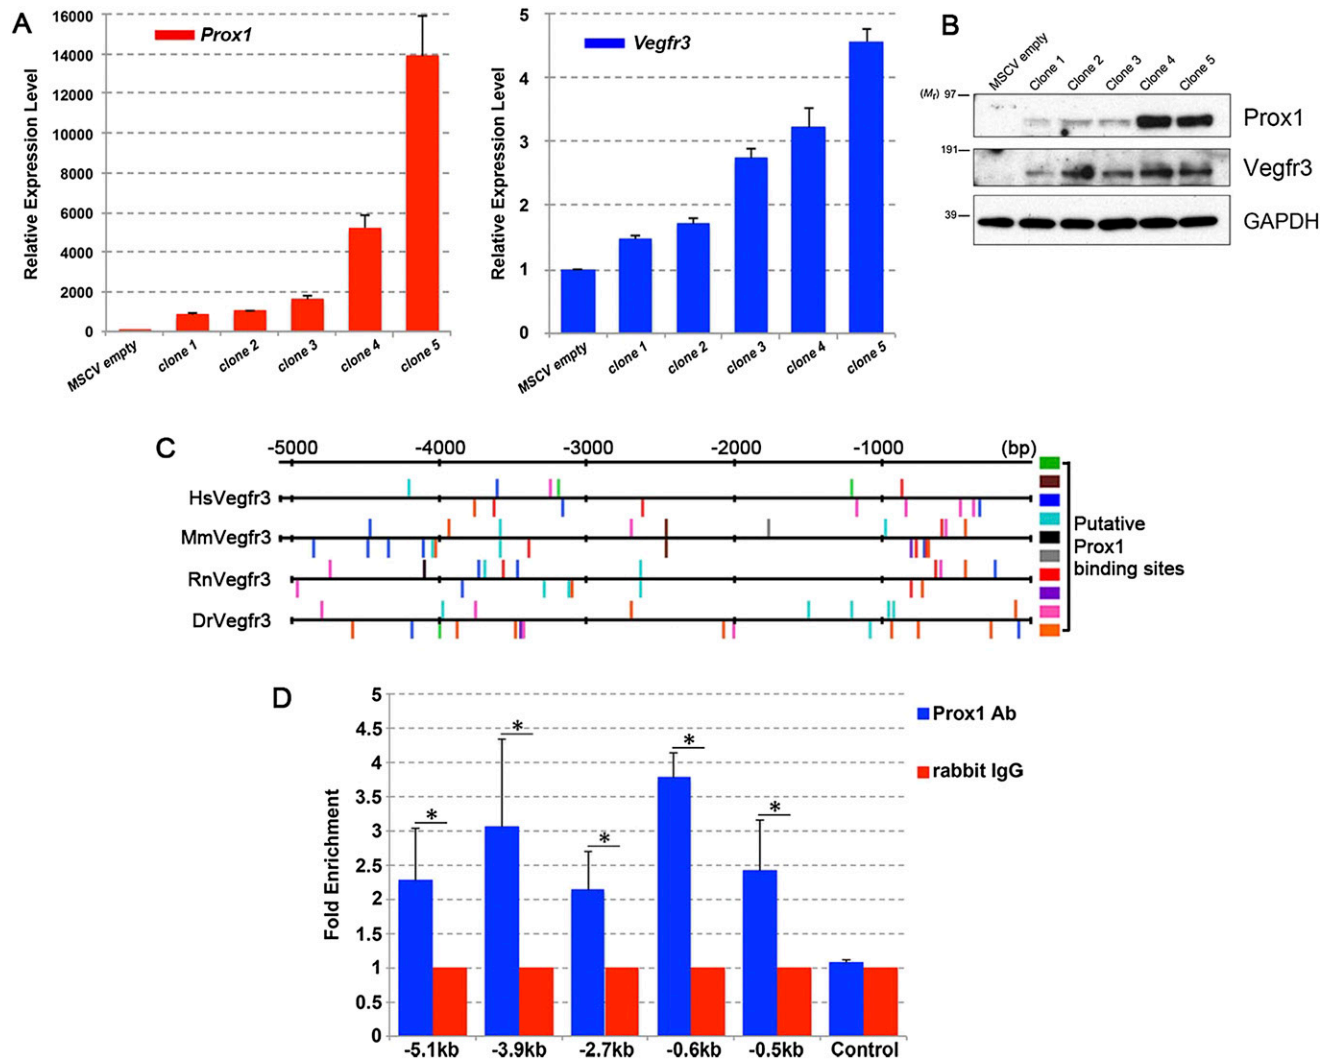 A
Relative Expression Level
16000
14000
12000
10000
8000
6000
4000
2000
0
Prox1
MSCV empty
clone 1
clone 2
clone 3
clone 4
clone 5
Relative Expression Level
5
4
3
2
1
0
Vegfr3
MSCV empty
clone 1
clone 2
clone 3
clone 4
clone 5
B
MSCV empty
Clone 1
Clone 2
Clone 3
Clone 4
Clone 5
(Mr) 97
Prox1
191
Vegfr3
39
GAPDH
C
-5000 -4000 -3000 -2000 -1000 (bp)
HsVegfr3
MmVegfr3
RnVegfr3
DrVegfr3
Putative
Prox1
binding sites
D
Fold Enrichment
5
4.5
4
3.5
3
2.5
2
1.5
1
0.5
0
* * * * *
Prox1 Ab
rabbit IgG
-5.1kb -3.9kb -2.7kb -0.6kb -0.5kb Control